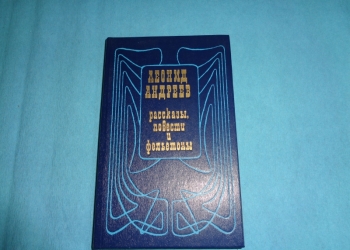 ЛЕОНИД
АНДРЕЕВ
рассказы,
повести
и
фельетоны